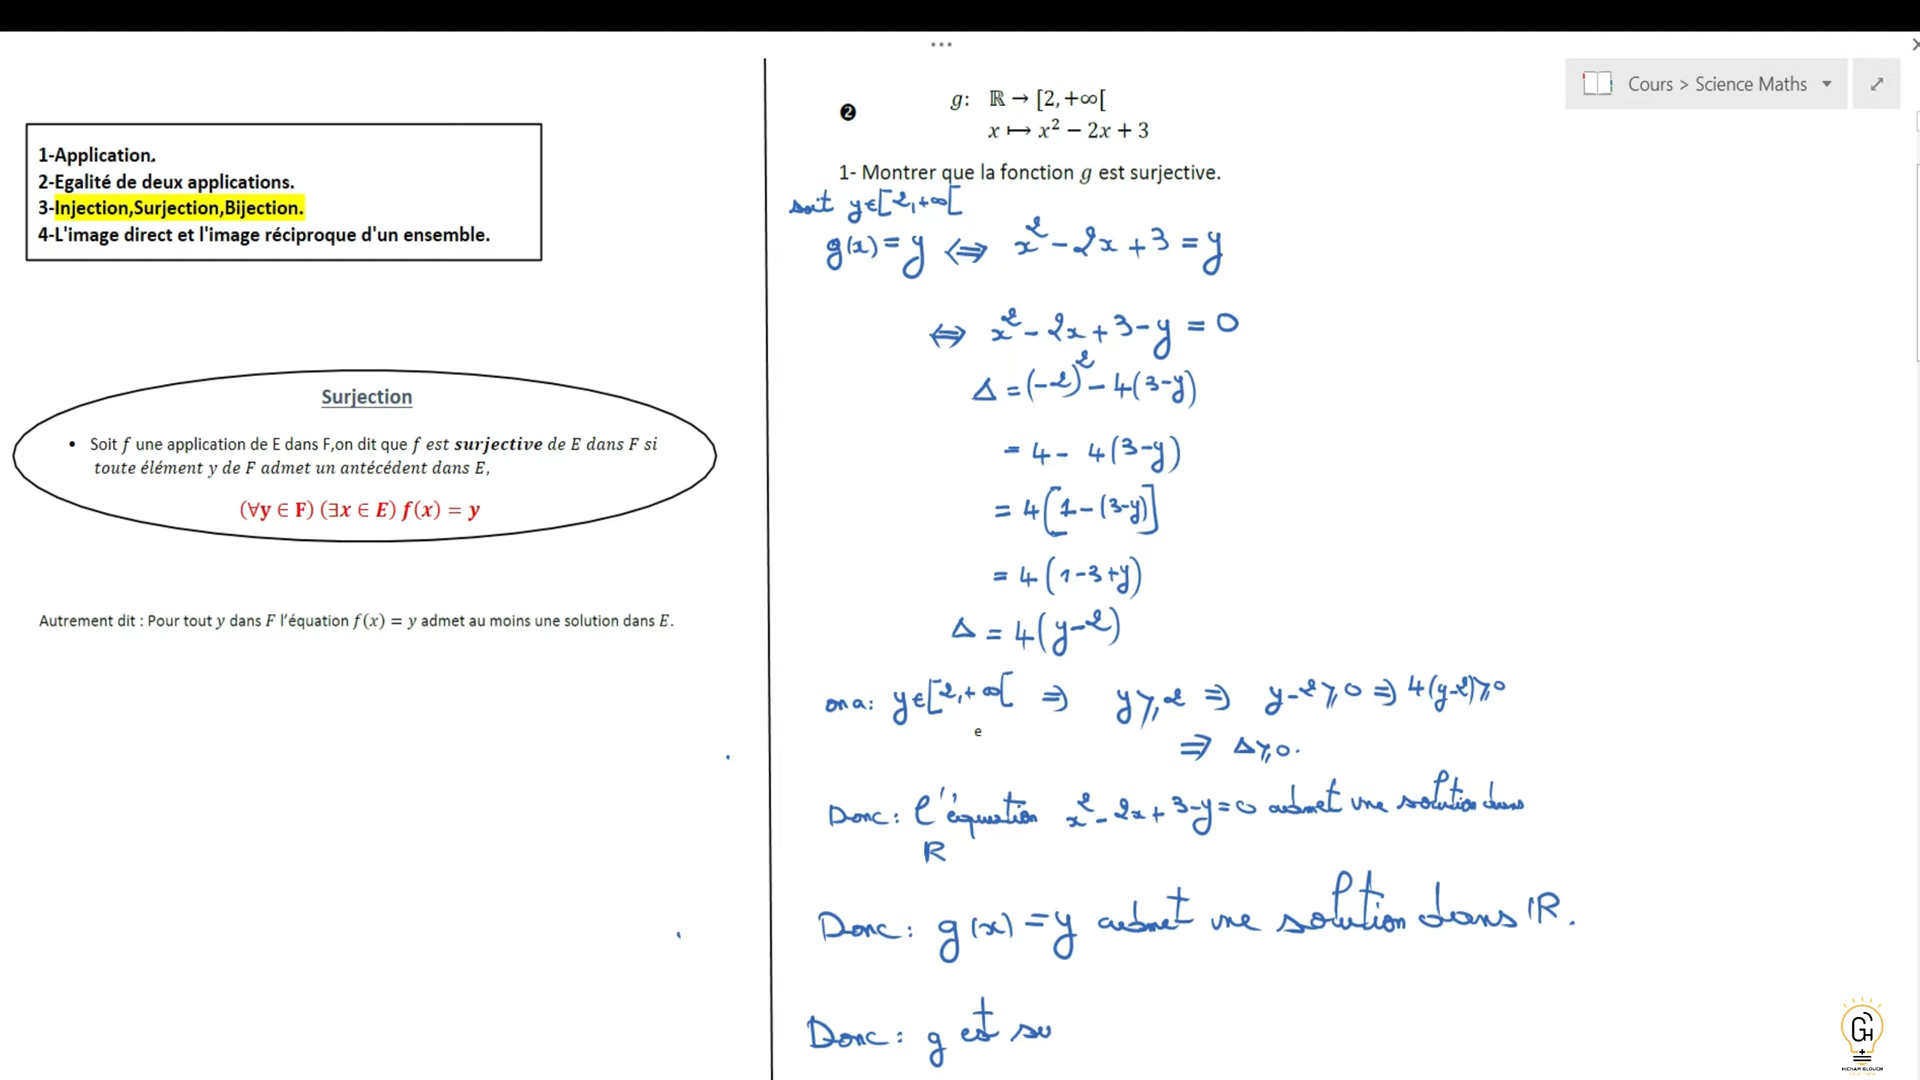 ...
Cours > Science Maths
1-Application.
2-Egalité de deux applications.
3-Injection,Surjection,Bijection.
4-L'image direct et l'image réciproque d'un ensemble.
Surjection
• Soit f une application de E dans F,on dit que f est surjective de E dans F si
toute élément y de F admet un antécédent dans E,
(∀y ∈ F) (∃x ∈ E) f(x) = y
Autrement dit : Pour tout y dans F l'équation f(x) = y admet au moins une solution dans E.
❷ g: ℝ → [2, +∞[
x ↦ x² − 2x + 3
1- Montrer que la fonction g est surjective.
soit y∈[2,+∞[
g(x) = y ⇔ x² - 2x + 3 = y
⇔ x² - 2x + 3 - y = 0
Δ = (-2)² - 4(3-y)
= 4 - 4(3-y)
= 4[1-(3-y)]
= 4(1-3+y)
Δ = 4(y-2)
on a: y∈[2,+∞[ ⇒ y⩾2 ⇒ y-2⩾0 ⇒ 4(y-2)⩾0
e
⇒ Δ⩾0.
Donc: l'équation x² - 2x + 3-y=0 admet une solution dans
R
Donc: g(x) = y admet une solution dans IR.
Donc: g est su
GH
HICHAM GLOUCH